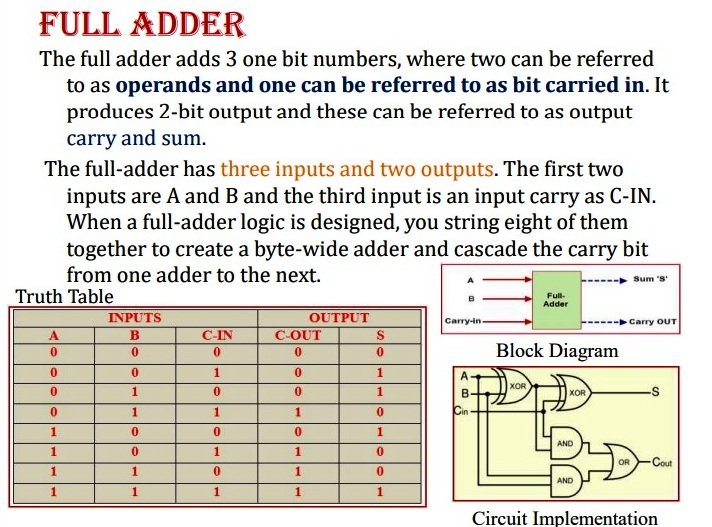 FULL ADDER
The full adder adds 3 one bit numbers, where two can be referred
to as operands and one can be referred to as bit carried in. It
produces 2-bit output and these can be referred to as output
carry and sum.
The full-adder has three inputs and two outputs. The first two
inputs are A and B and the third input is an input carry as C-IN.
When a full-adder logic is designed, you string eight of them
together to create a byte-wide adder and cascade the carry bit
from one adder to the next.
Truth Table
INPUTS OUTPUT
A B C-IN C-OUT S
0 0 0 0 0
0 0 1 0 1
0 1 0 0 1
0 1 1 1 0
1 0 0 0 1
1 0 1 1 0
1 1 0 1 0
1 1 1 1 1
A Sum 'S'
B
Full-
Adder
Carry-in Carry OUT
Block Diagram
A
XOR
B XOR S
Cin
AND
OR Cout
AND
Circuit Implementation